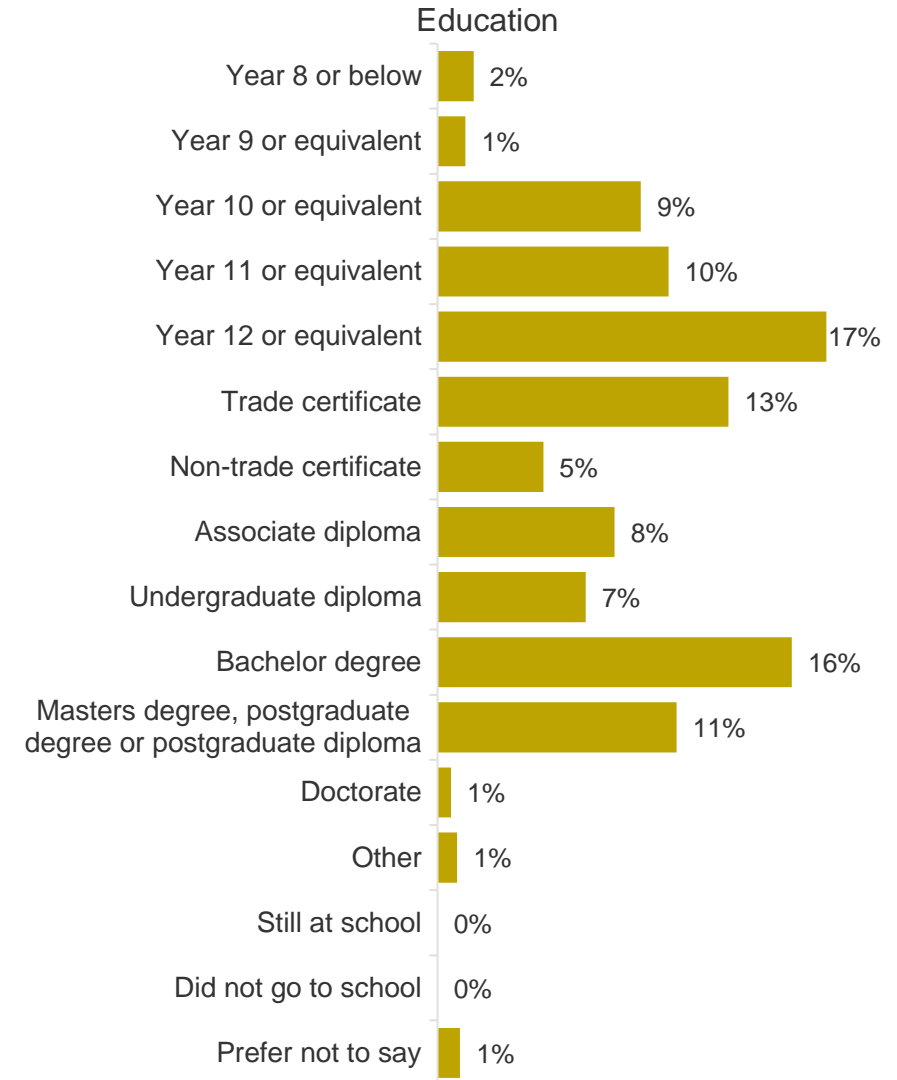 Education
Year 8 or below 2%
Year 9 or equivalent 1%
Year 10 or equivalent 9%
Year 11 or equivalent 10%
Year 12 or equivalent 17%
Trade certificate 13%
Non-trade certificate 5%
Associate diploma 8%
Undergraduate diploma 7%
Bachelor degree 16%
Masters degree, postgraduate
degree or postgraduate diploma 11%
Doctorate 1%
Other 1%
Still at school 0%
Did not go to school 0%
Prefer not to say 1%